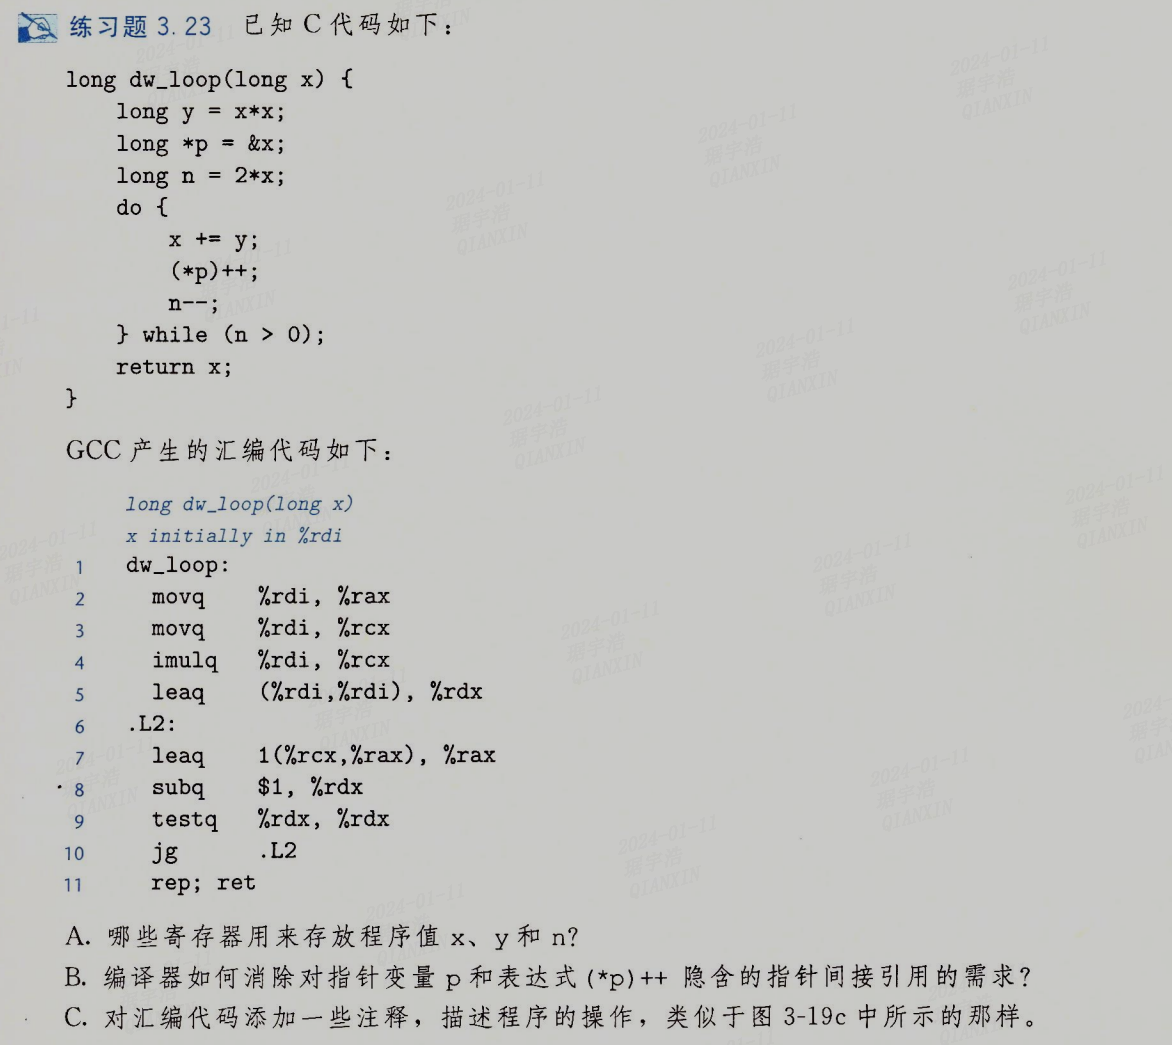 练习题 3.23 已知 C 代码如下：
long dw_loop(long x) {
    long y = x*x;
    long *p = &x;
    long n = 2*x;
    do {
        x += y;
        (*p)++;
        n--;
    } while (n > 0);
    return x;
}
GCC 产生的汇编代码如下：
long dw_loop(long x)
x initially in %rdi
1 dw_loop:
2 movq %rdi, %rax
3 movq %rdi, %rcx
4 imulq %rdi, %rcx
5 leaq (%rdi,%rdi), %rdx
6 .L2:
7 leaq 1(%rcx,%rax), %rax
8 subq $1, %rdx
9 testq %rdx, %rdx
10 jg .L2
11 rep; ret
A. 哪些寄存器用来存放程序值 x、y 和 n?
B. 编译器如何消除对指针变量 p 和表达式 (*p)++ 隐含的指针间接引用的需求?
C. 对汇编代码添加一些注释，描述程序的操作，类似于图 3-19c 中所示的那样。
2024-01-11
QIANXIN